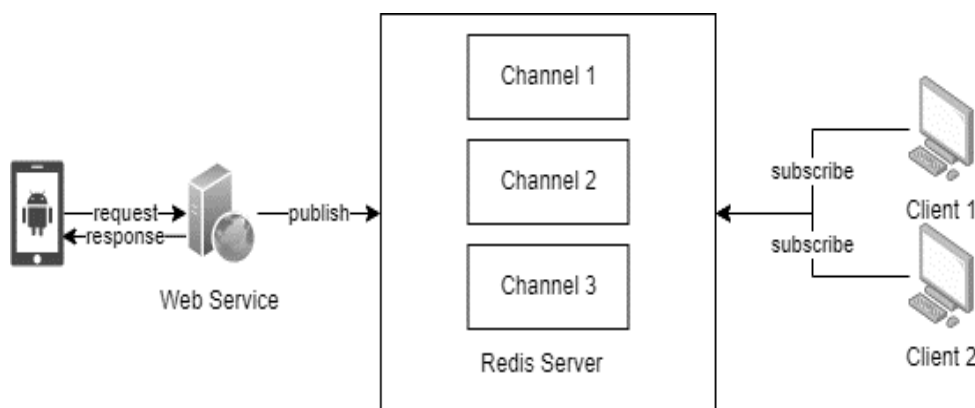 Channel 1
Channel 2
Channel 3
Redis Server
request
response
Web Service
publish
subscribe
Client 1
subscribe
Client 2